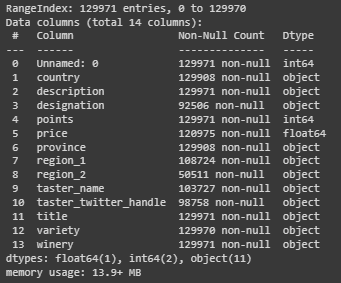 RangeIndex: 129971 entries, 0 to 129970
Data columns (total 14 columns):
 #   Column                 Non-Null Count   Dtype
---  ------                 --------------   -----
 0   Unnamed: 0             129971 non-null  int64
 1   country                129908 non-null  object
 2   description            129971 non-null  object
 3   designation            92506 non-null   object
 4   points                 129971 non-null  int64
 5   price                  120975 non-null  float64
 6   province               129908 non-null  object
 7   region_1               108724 non-null  object
 8   region_2               50511 non-null   object
 9   taster_name            103727 non-null  object
 10  taster_twitter_handle  98758 non-null   object
 11  title                  129971 non-null  object
 12  variety                129970 non-null  object
 13  winery                 129971 non-null  object
dtypes: float64(1), int64(2), object(11)
memory usage: 13.9+ MB